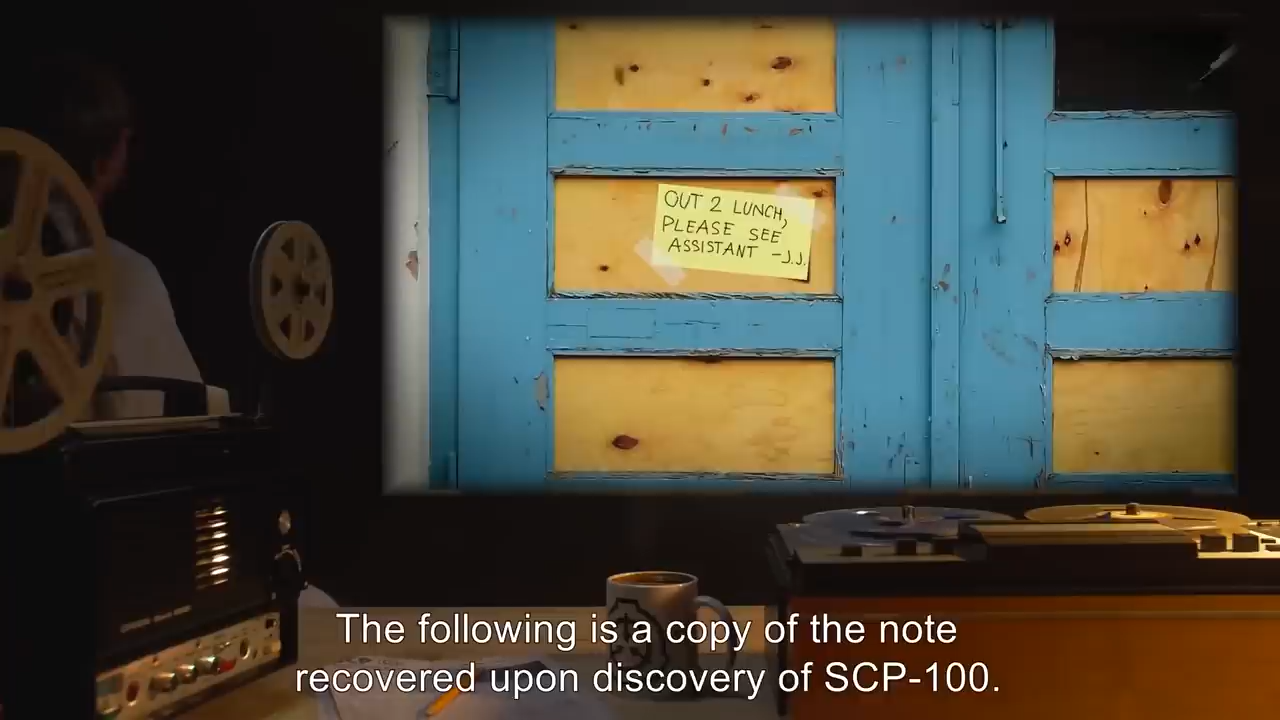 OUT 2 LUNCH,
PLEASE SEE
ASSISTANT -J.J.
The following is a copy of the note
recovered upon discovery of SCP-100.